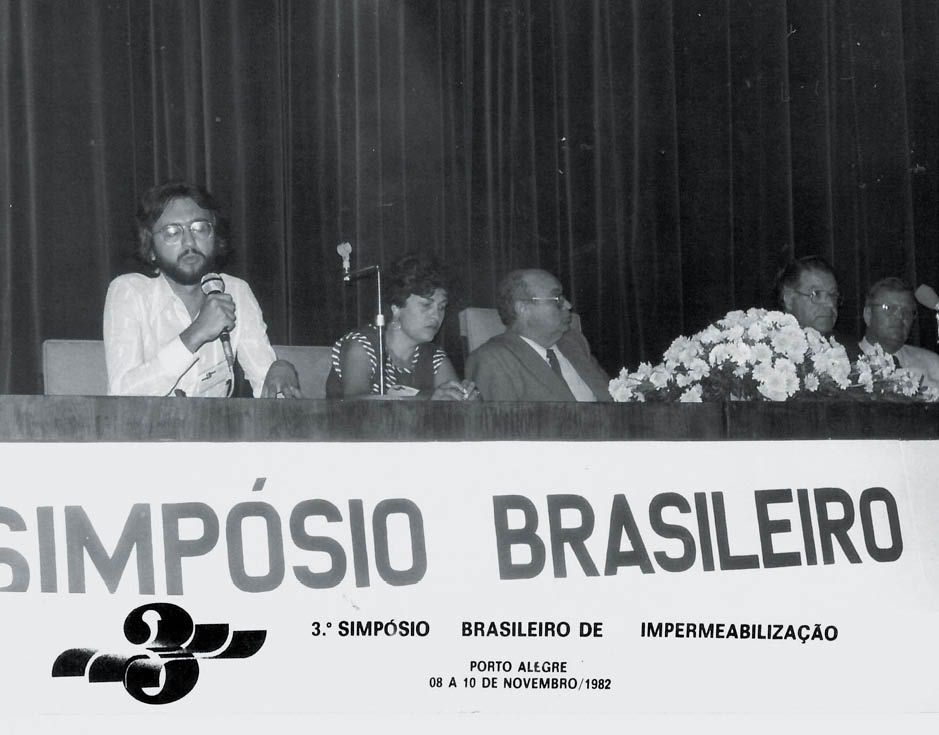 SIMPÓSIO BRASILEIRO
3.º SIMPÓSIO BRASILEIRO DE IMPERMEABILIZAÇÃO
PORTO ALEGRE
08 A 10 DE NOVEMBRO/1982